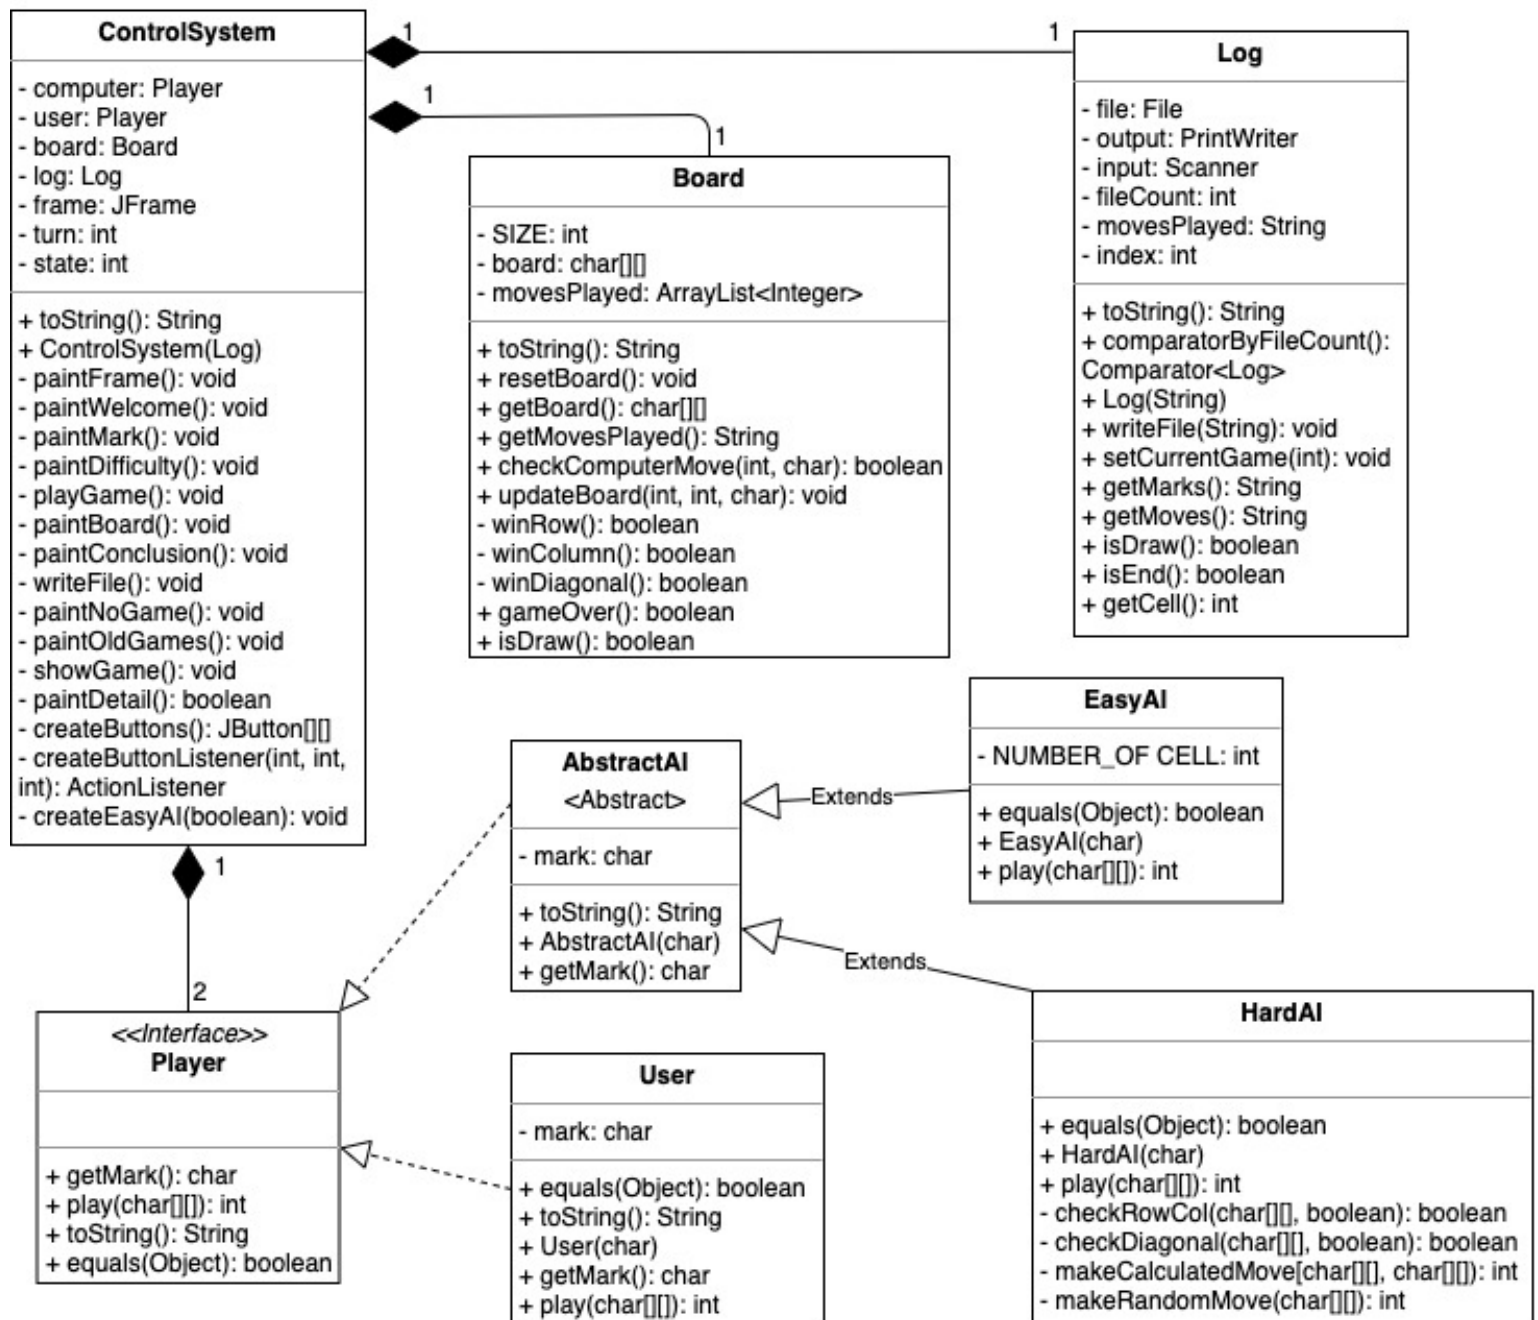 ControlSystem
- computer: Player
- user: Player
- board: Board
- log: Log
- frame: JFrame
- turn: int
- state: int
+ toString(): String
+ ControlSystem(Log)
- paintFrame(): void
- paintWelcome(): void
- paintMark(): void
- paintDifficulty(): void
- playGame(): void
- paintBoard(): void
- paintConclusion(): void
- writeFile(): void
- paintNoGame(): void
- paintOldGames(): void
- showGame(): void
- paintDetail(): boolean
- createButtons(): JButton[][]
- createButtonListener(int, int,
int): ActionListener
- createEasyAI(boolean): void
1
1
1
1
1
2
Board
- SIZE: int
- board: char[][]
- movesPlayed: ArrayList<Integer>
+ toString(): String
+ resetBoard(): void
+ getBoard(): char[][]
+ getMovesPlayed(): String
+ checkComputerMove(int, char): boolean
+ updateBoard(int, int, char): void
- winRow(): boolean
- winColumn(): boolean
- winDiagonal(): boolean
+ gameOver(): boolean
+ isDraw(): boolean
Log
- file: File
- output: PrintWriter
- input: Scanner
- fileCount: int
- movesPlayed: String
- index: int
+ toString(): String
+ comparatorByFileCount():
Comparator<Log>
+ Log(String)
+ writeFile(String): void
+ setCurrentGame(int): void
+ getMarks(): String
+ getMoves(): String
+ isDraw(): boolean
+ isEnd(): boolean
+ getCell(): int
AbstractAI
<Abstract>
- mark: char
+ toString(): String
+ AbstractAI(char)
+ getMark(): char
Extends
EasyAI
- NUMBER_OF CELL: int
+ equals(Object): boolean
+ EasyAI(char)
+ play(char[][]): int
Extends
<<Interface>>
Player
+ getMark(): char
+ play(char[][]): int
+ toString(): String
+ equals(Object): boolean
User
- mark: char
+ equals(Object): boolean
+ toString(): String
+ User(char)
+ getMark(): char
+ play(char[][]): int
HardAI
+ equals(Object): boolean
+ HardAI(char)
+ play(char[][]): int
- checkRowCol(char[][], boolean): boolean
- checkDiagonal(char[][], boolean): boolean
- makeCalculatedMove[char[][], char[][]): int
- makeRandomMove(char[][]): int